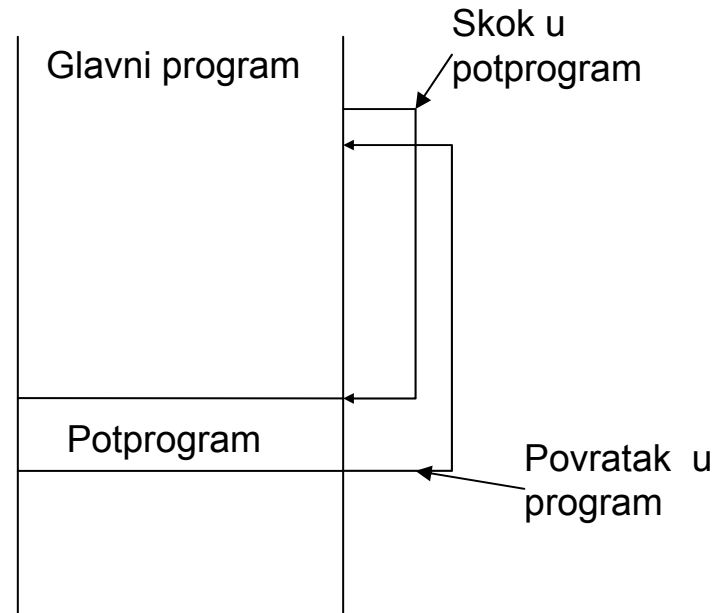 Skok u
potprogram
Glavni program
Potprogram
Povratak u
program